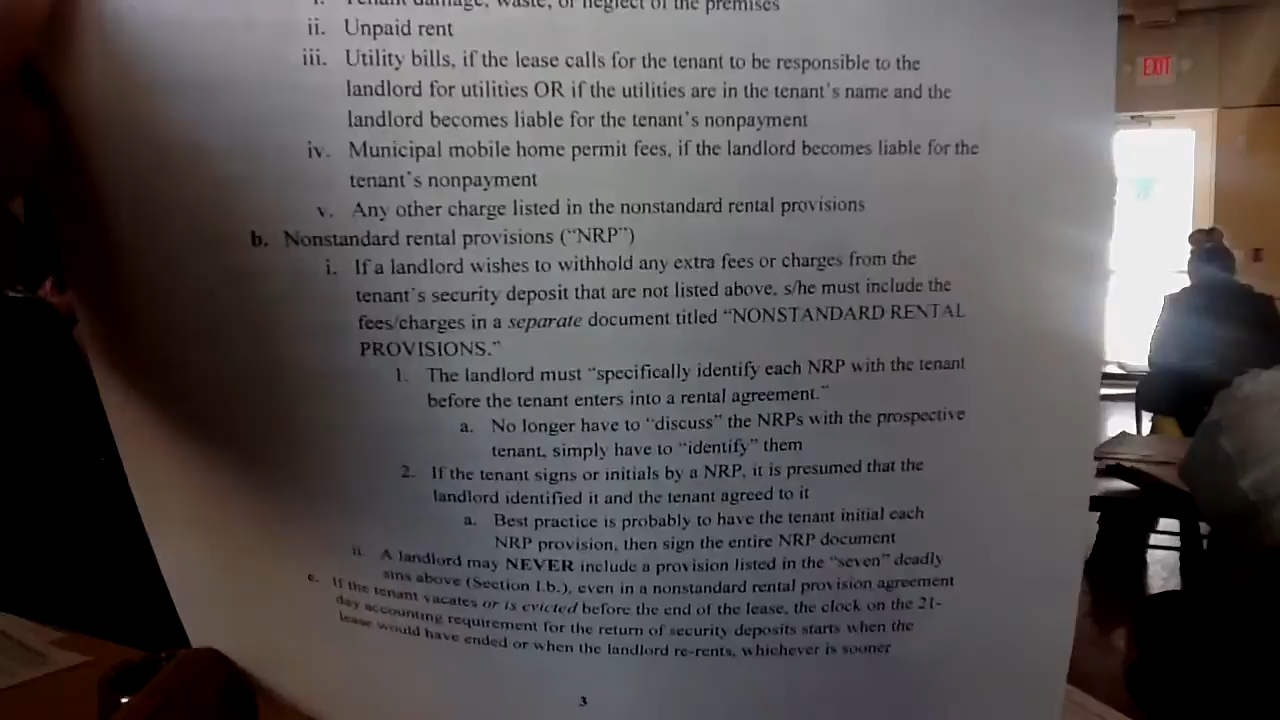 i. Tenant damage, waste, or neglect of the premises
ii. Unpaid rent
iii. Utility bills, if the lease calls for the tenant to be responsible to the
landlord for utilities OR if the utilities are in the tenant's name and the
landlord becomes liable for the tenant's nonpayment
iv. Municipal mobile home permit fees, if the landlord becomes liable for the
tenant's nonpayment
v. Any other charge listed in the nonstandard rental provisions
b. Nonstandard rental provisions ("NRP")
i. If a landlord wishes to withhold any extra fees or charges from the
tenant's security deposit that are not listed above, s/he must include the
fees/charges in a separate document titled "NONSTANDARD RENTAL
PROVISIONS."
1. The landlord must "specifically identify each NRP with the tenant
before the tenant enters into a rental agreement."
a. No longer have to "discuss" the NRPs with the prospective
tenant, simply have to "identify" them
2. If the tenant signs or initials by a NRP, it is presumed that the
landlord identified it and the tenant agreed to it
a. Best practice is probably to have the tenant initial each
NRP provision, then sign the entire NRP document
ii. A landlord may NEVER include a provision listed in the "seven" deadly
sins above (Section I.b.), even in a nonstandard rental provision agreement
c. If the tenant vacates or is evicted before the end of the lease, the clock on the 21-
day accounting requirement for the return of security deposits starts when the
lease would have ended or when the landlord re-rents, whichever is sooner
3
EXIT